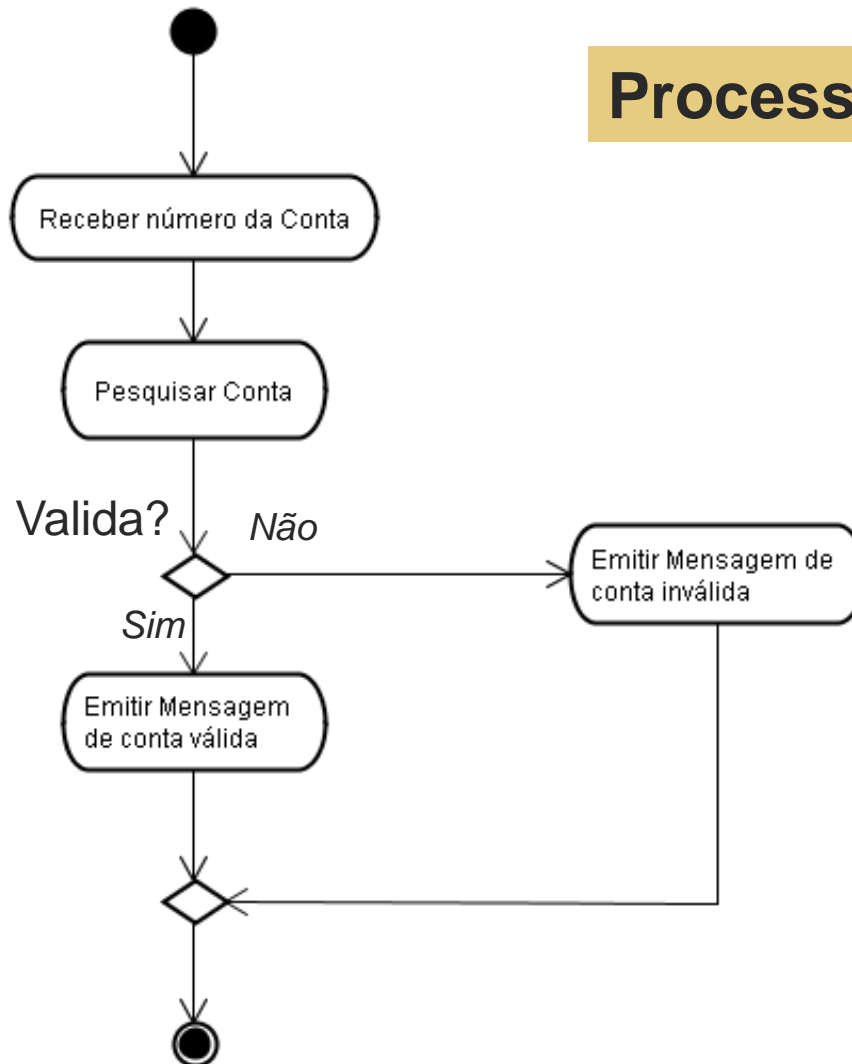 Process
Receber número da Conta
Pesquisar Conta
Valida?
Não
Emitir Mensagem de
conta inválida
Sim
Emitir Mensagem
de conta válida